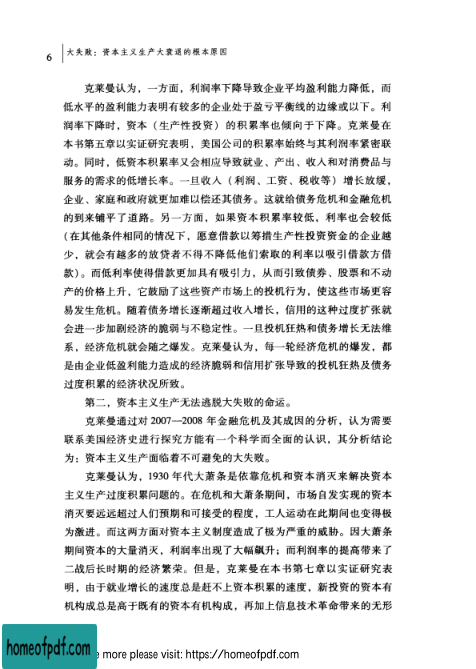 6 大失败：资本主义生产大衰退的根本原因
克莱曼认为，一方面，利润率下降导致企业平均盈利能力降低，而
低水平的盈利能力表明有较多的企业处于盈亏平衡线的边缘或以下。利
润率下降时，资本（生产性投资）的积累率也倾向于下降。克莱曼在
本书第五章以实证研究表明，美国公司的积累率始终与其利润率紧密联
动。同时，低资本积累率又会相应导致就业、产出、收入和对消费品与
服务的需求的低增长率。一旦收入（利润、工资、税收等）增长放缓，
企业、家庭和政府就更加难以偿还其债务。这就给债务危机和金融危机
的到来铺平了道路。另一方面，如果资本积累率较低，利率也会较低
（在其他条件相同的情况下，愿意借款以筹措生产性投资资金的企业越
少，就会有越多的放贷者不得不降低他们索取的利率以吸引借款方借
款）。而低利率使得借款更加具有吸引力，从而引致债券、股票和不动
产的价格上升，它鼓励了这些资产市场上的投机行为，使这些市场更容
易发生危机。随着债务增长逐渐超过收入增长，信用的这种过度扩张就
会进一步加剧经济的脆弱与不稳定性。一旦投机狂热和债务增长无法维
系，经济危机就会随之爆发。克莱曼认为，每一轮经济危机的爆发，都
是由企业低盈利能力造成的经济脆弱和信用扩张导致的投机狂热及债务
过度积累的经济状况所致。
第二，资本主义生产无法逃脱大失败的命运。
克莱曼通过对 2007—2008 年金融危机及其成因的分析，认为需要
联系美国经济史进行探究方能有一个科学而全面的认识，其分析结论
为：资本主义生产面临着不可避免的大失败。
克莱曼认为，1930 年代大萧条是依靠危机和资本消灭来解决资本
主义生产过度积累问题的。在危机和大萧条期间，市场自发实现的资本
消灭要远远超过人们预期和可接受的程度，工人运动在此期间也变得极
为激进。而这两方面对资本主义制度造成了极为严重的威胁。因大萧条
期间资本的大量消灭，利润率出现了大幅飙升；而利润率的提高带来了
二战后长时期的经济繁荣。但是，克莱曼在本书第七章以实证研究表
明，由于就业增长的速度总是赶不上资本积累的速度，新投资的资本有
机构成总是高于既有的资本有机构成，再加上信息技术革命带来的无形
homeofpdf.com
more please visit: https://homeofpdf.com